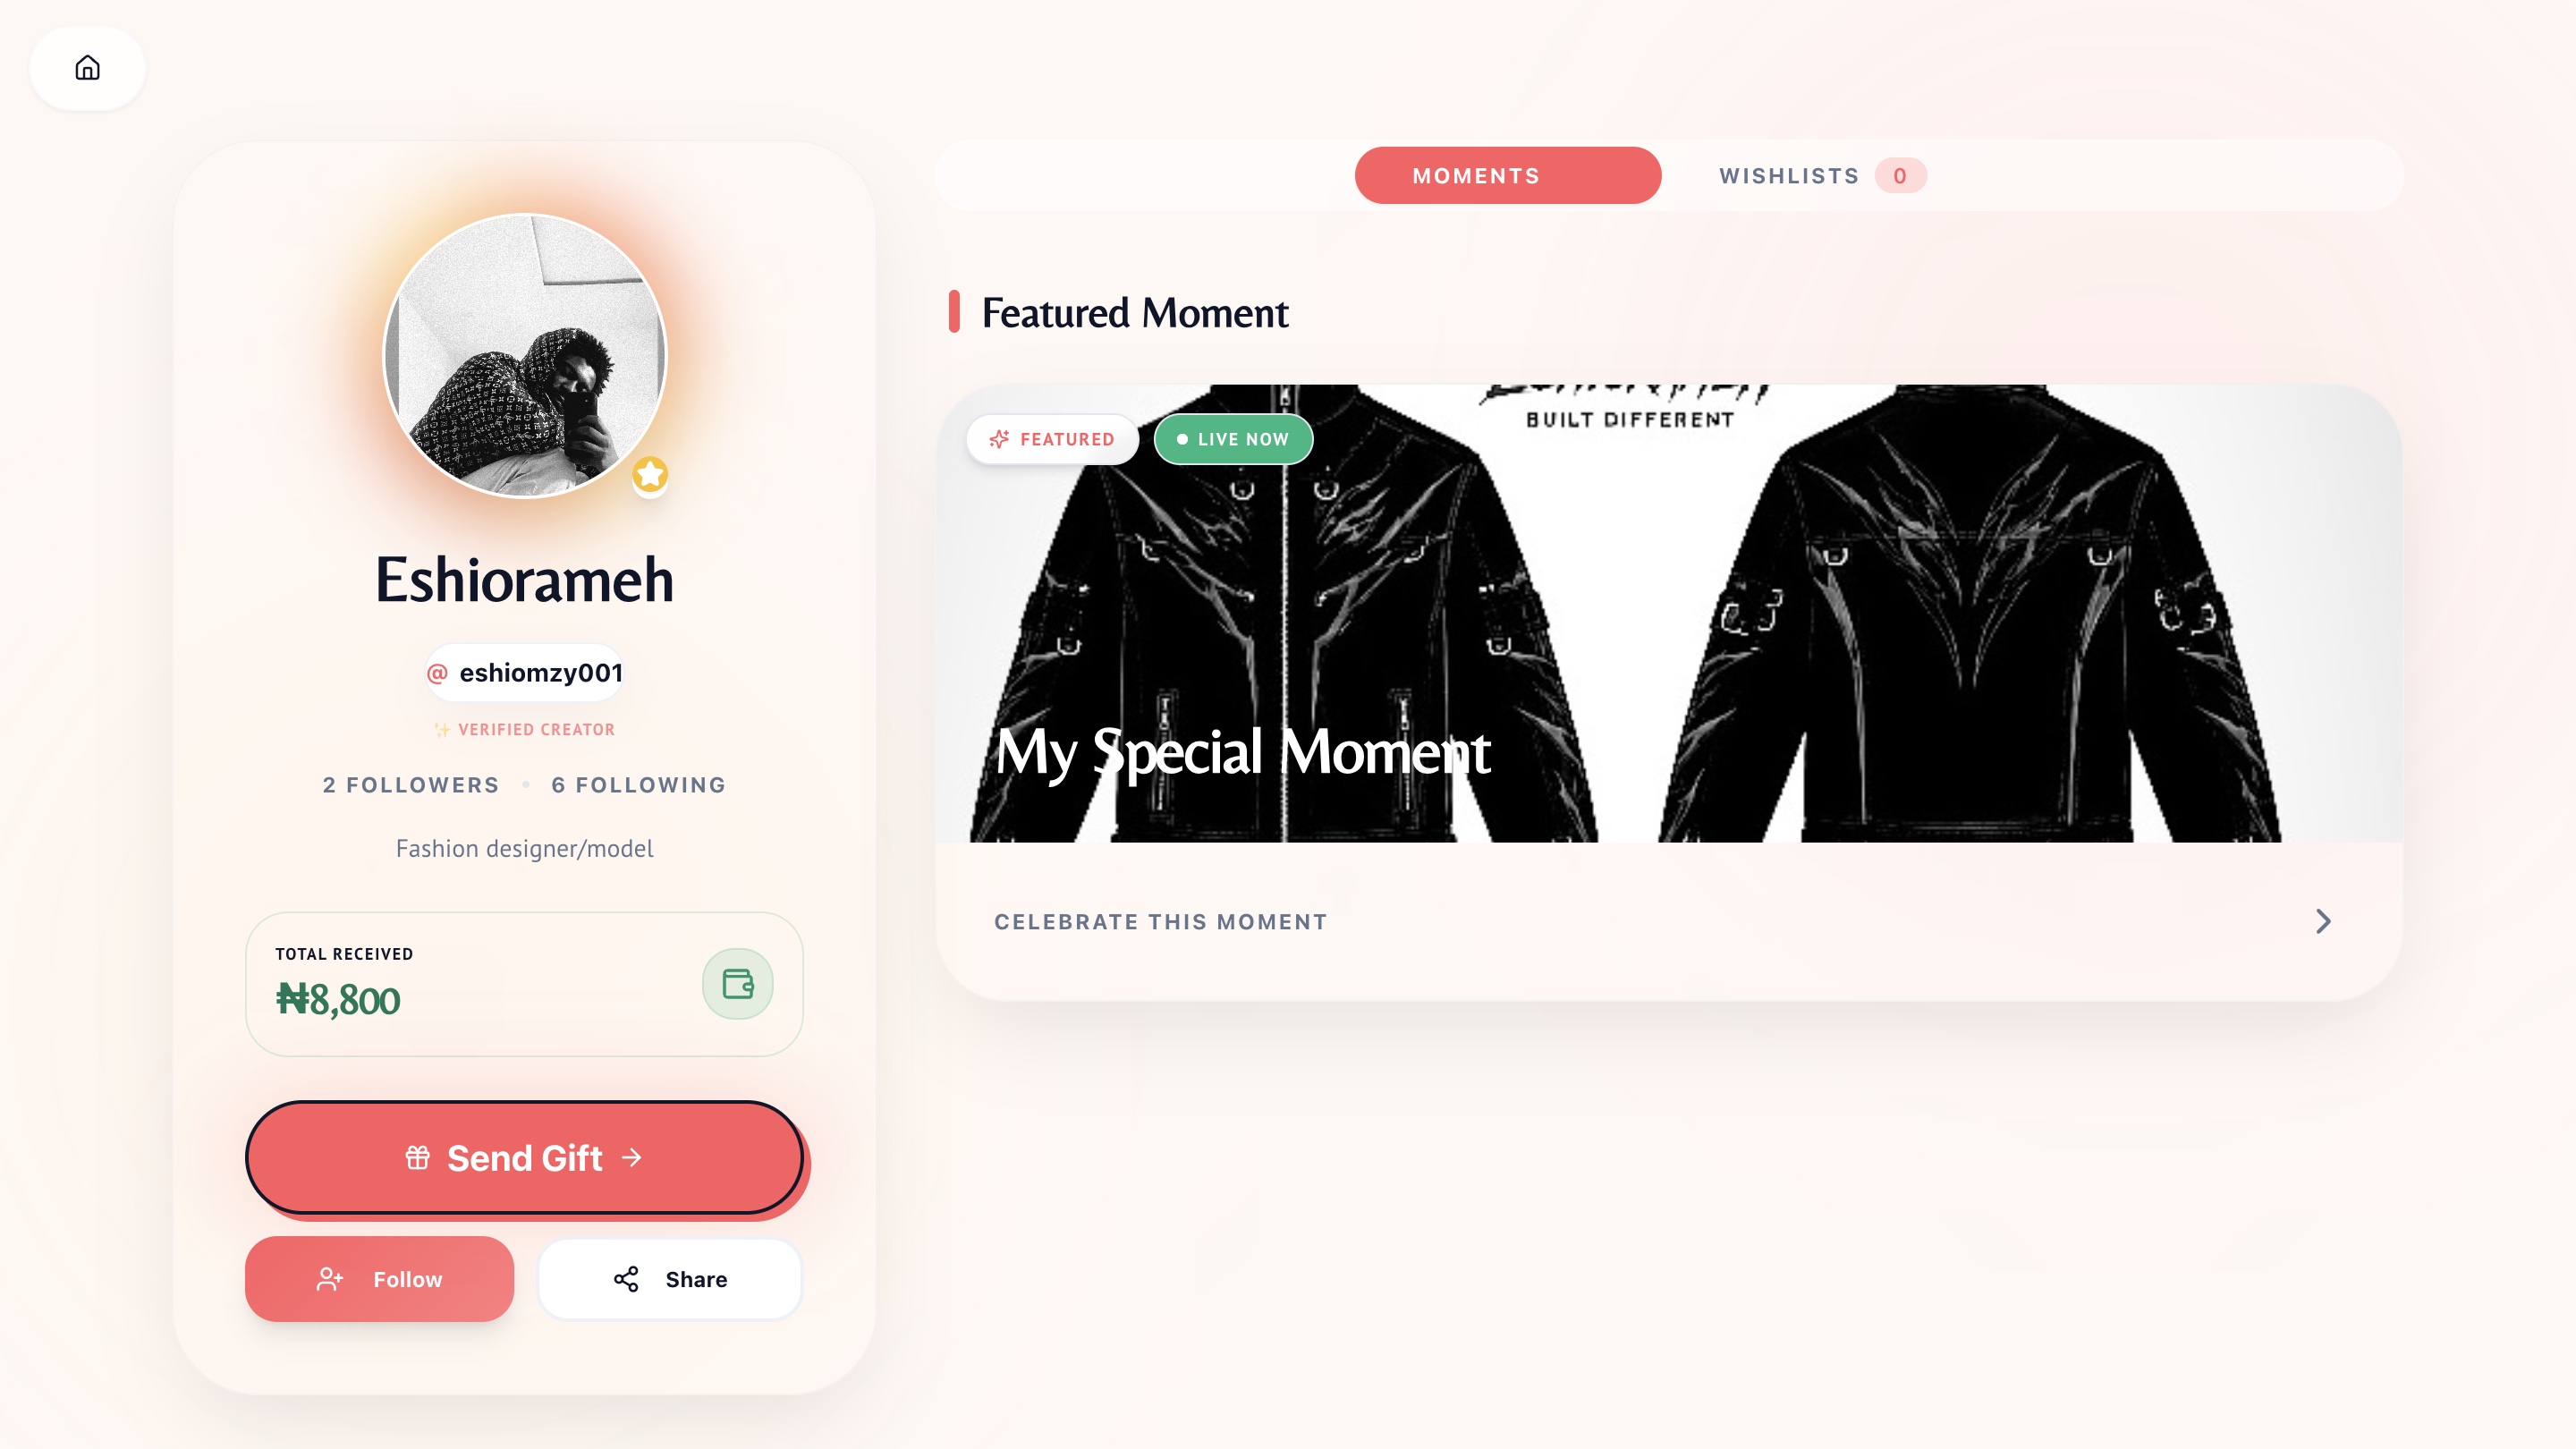 MOMENTS
WISHLISTS 0
Eshiorameh
@ eshiomzy001
VERIFIED CREATOR
2 FOLLOWERS • 6 FOLLOWING
Fashion designer/model
TOTAL RECEIVED
₦8,800
Send Gift
Follow
Share
Featured Moment
FEATURED
LIVE NOW
BUILT DIFFERENT
My Special Moment
CELEBRATE THIS MOMENT